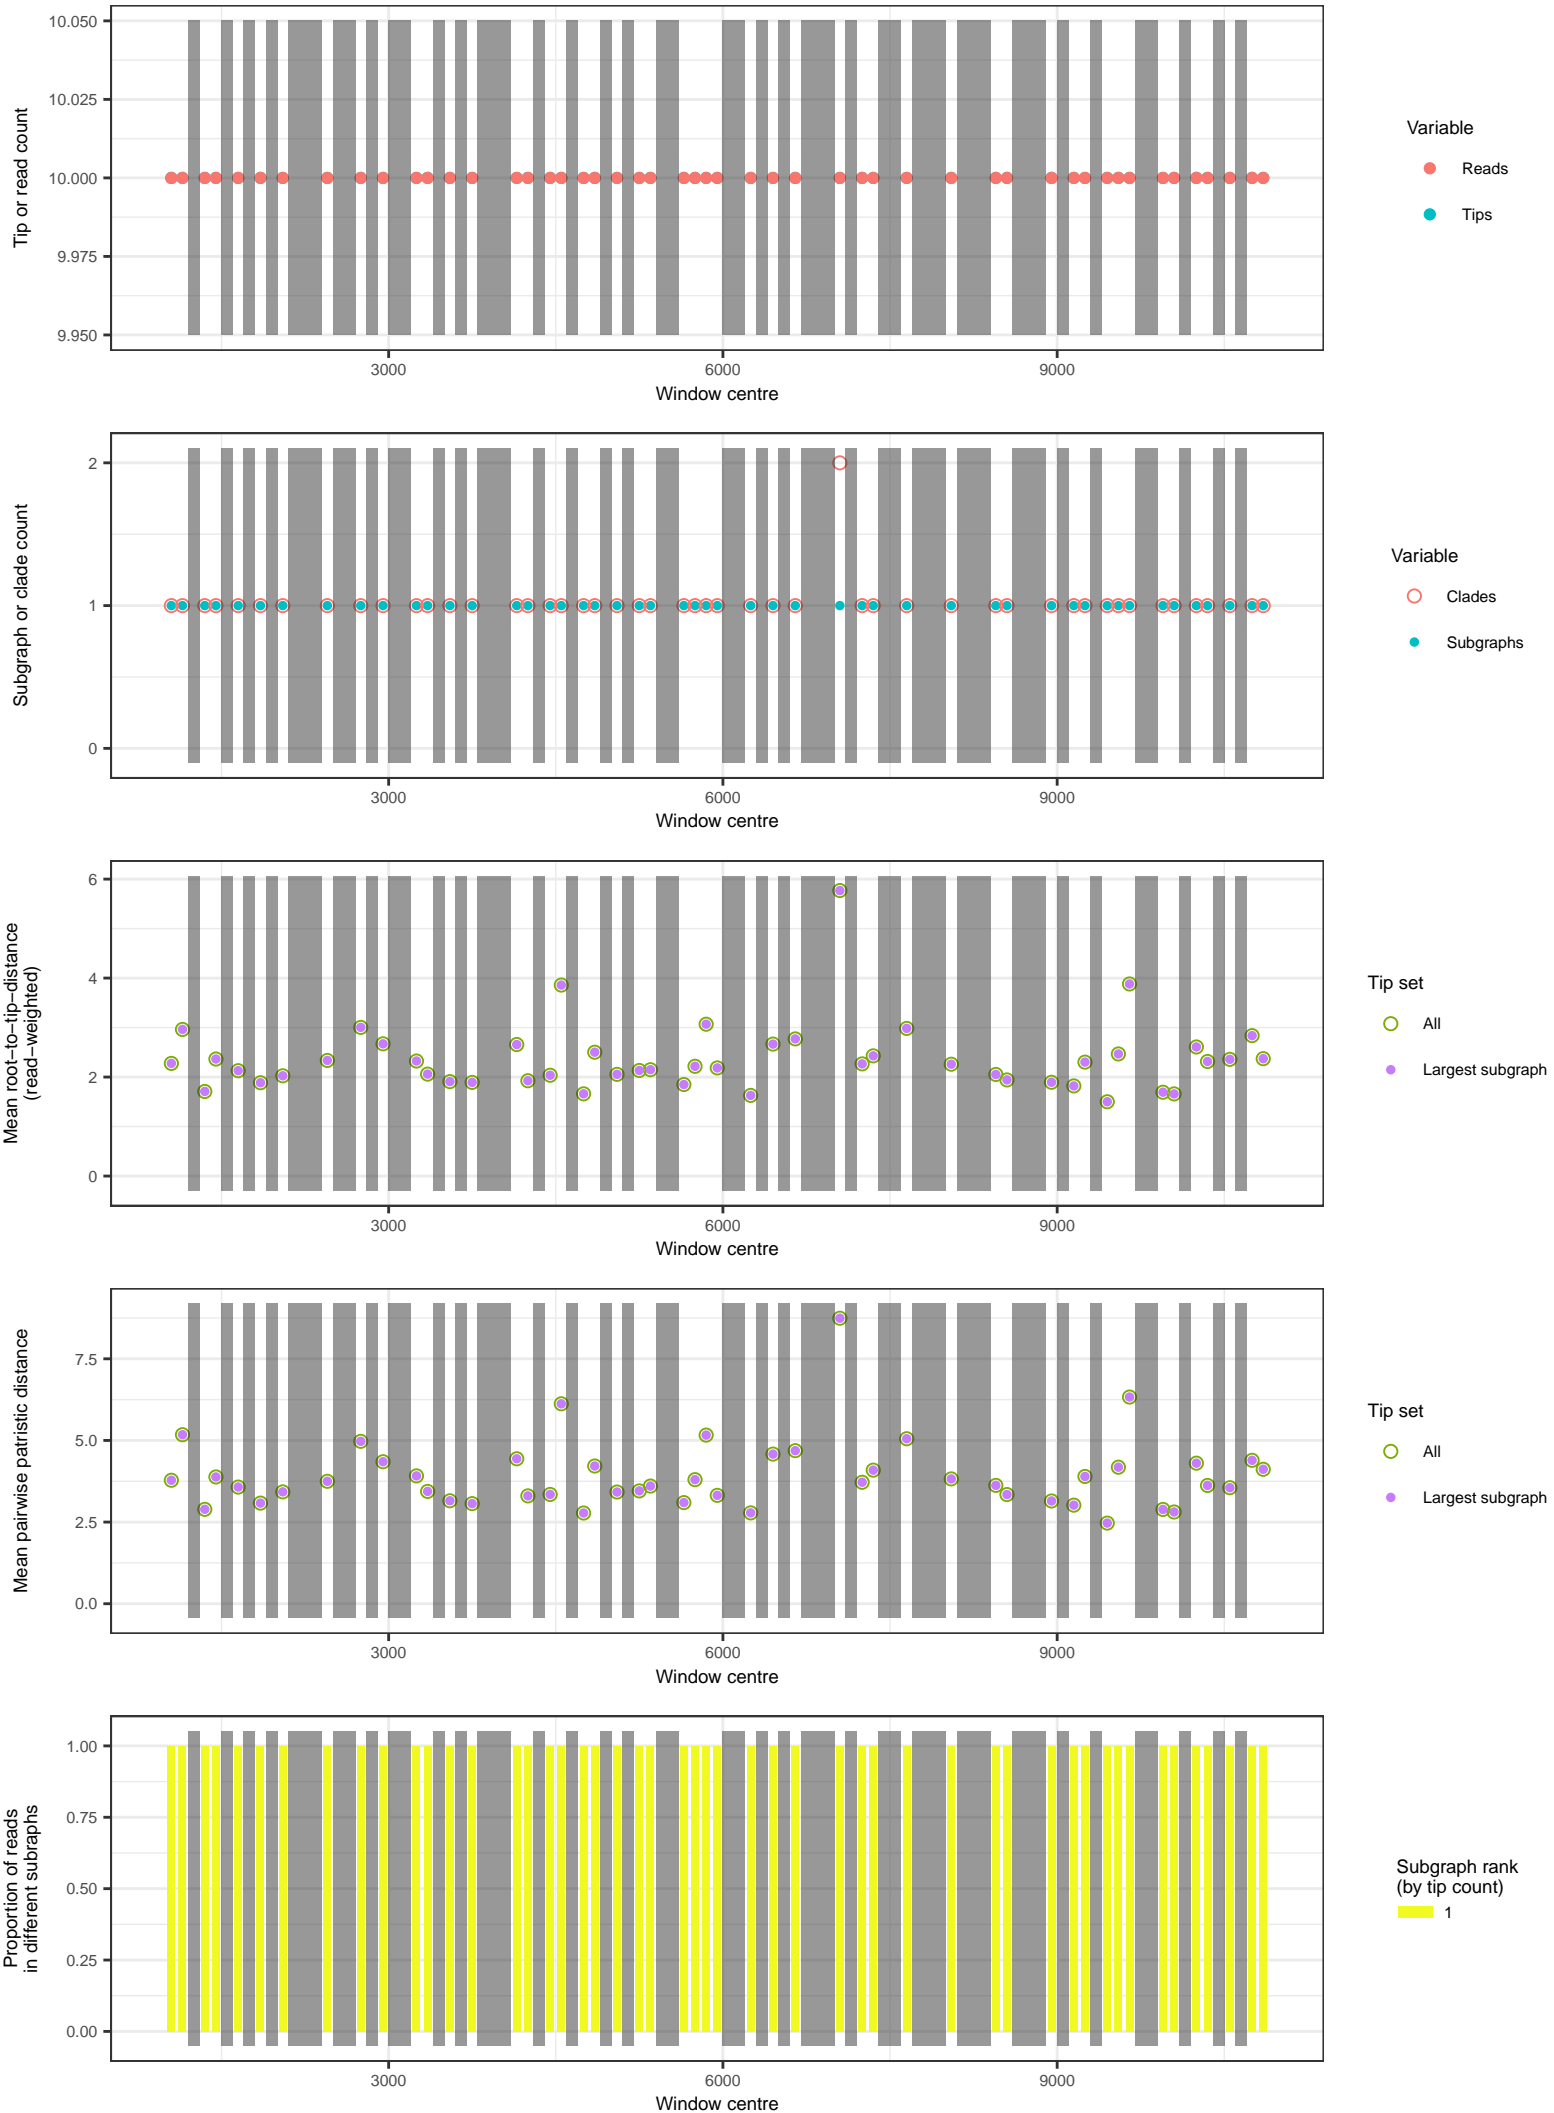 10.050
10.025
10.000
9.975
9.950
Tip or read count
3000
6000
9000
Window centre
Variable
Reads
Tips
2
1
0
Subgraph or clade count
3000
6000
9000
Window centre
Variable
Clades
Subgraphs
6
4
2
0
Mean root−to−tip−distance
(read−weighted)
3000
6000
9000
Window centre
Tip set
All
Largest subgraph
7.5
5.0
2.5
0.0
Mean pairwise patristic distance
3000
6000
9000
Window centre
Tip set
All
Largest subgraph
1.00
0.75
0.50
0.25
0.00
Proportion of reads
in different subraphs
3000
6000
9000
Window centre
Subgraph rank
(by tip count)
1